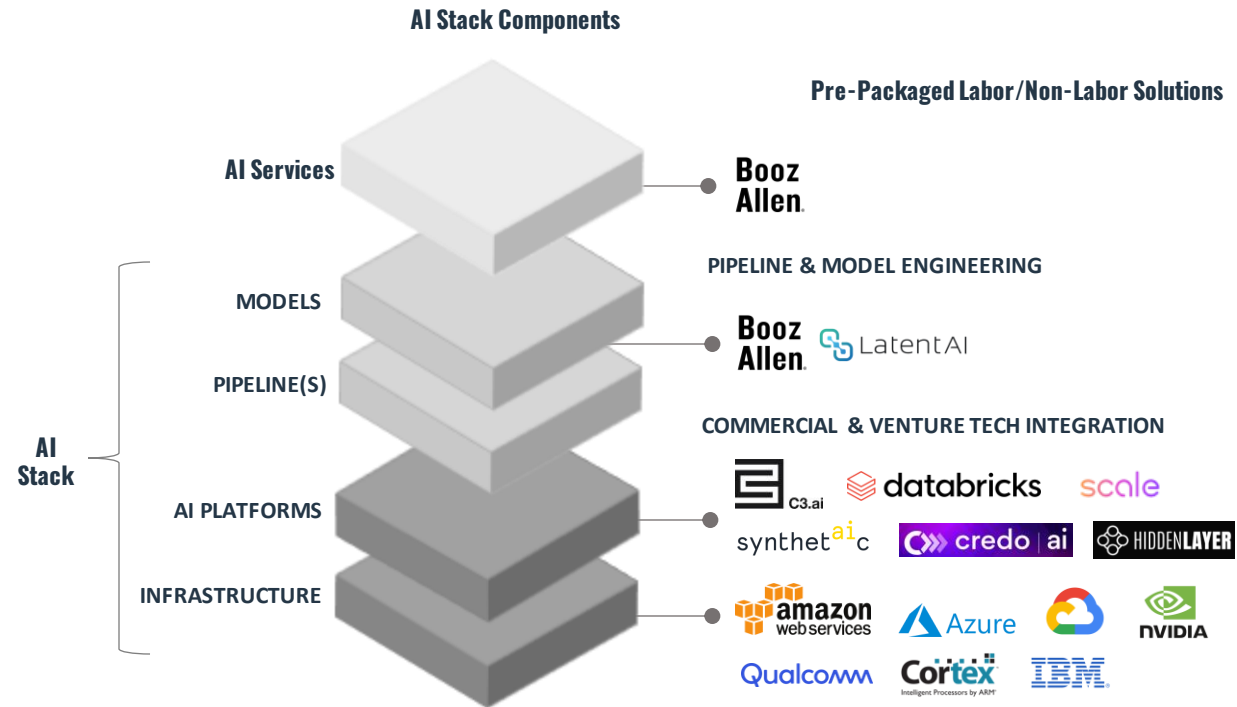 AI Stack Components
Pre-Packaged Labor/Non-Labor Solutions
AI Services
Booz
Allen.
PIPELINE & MODEL ENGINEERING
MODELS
Booz
Allen.
LatentAI
PIPELINE(S)
COMMERCIAL & VENTURE TECH INTEGRATION
AI
Stack
C3.ai
databricks
scale
AI PLATFORMS
synthetaic
credo | ai
HIDDENLAYER
INFRASTRUCTURE
amazon
webservices
Azure
NVIDIA
Qualcomm
Cortex
Intelligent Processors by ARM®
IBM®